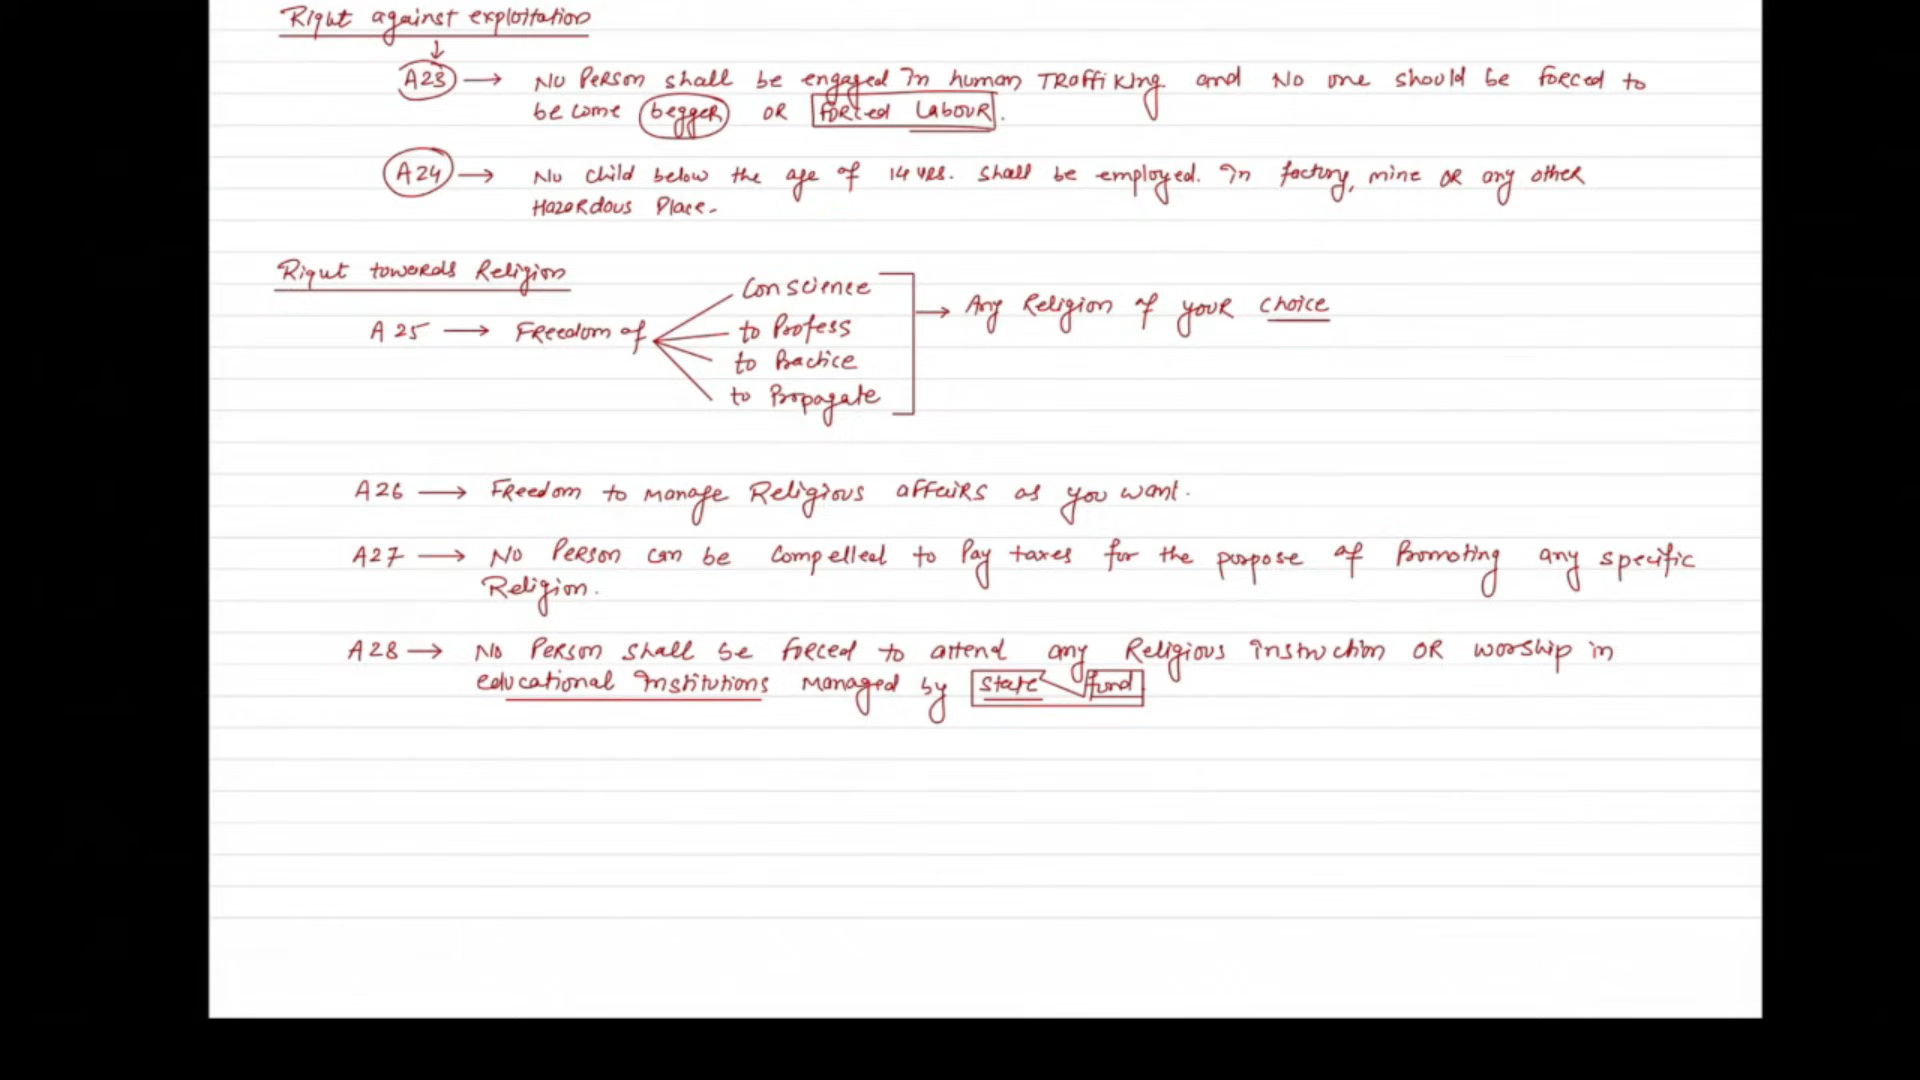 Right against exploitation
↓
A23 → No Person shall be engaged In human Traffiking. and No one should be forced to
become begger OR forced Labour.
A24 → No child below the age of 14 yrs. shall be employed. In factory, mine OR any other
Hazardous Place.
Right towards Religion
A 25 → Freedom of
Conscience
to Profess
to Practice
to Propagate
→ Any Religion of your choice
A26 → Freedom to manage Religious affairs as you want.
A27 → No Person can be compelled to Pay taxes for the purpose of Promoting any specific
Religion.
A28 → No Person shall be forced to attend any Religious Instruction OR worship in
educational Institutions managed by state fund